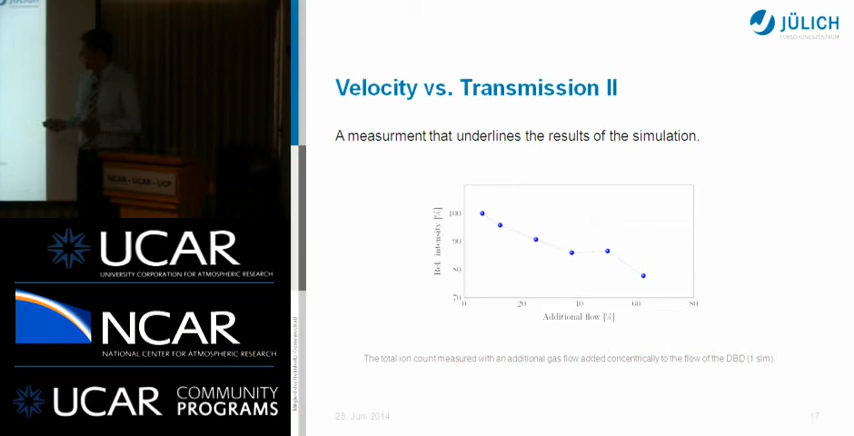 JÜLICH
FORSCHUNGSZENTRUM
Velocity vs. Transmission II
A measurment that underlines the results of the simulation.
Rel. intensity [%]
100
90
80
70
0
20
40
60
80
Additional flow [%]
The total ion count measured with an additional gas flow added concentrically to the flow of the DBD (1 slm).
25. Juni 2014
17
NCAR - UCAR - UCP
UCAR
UNIVERSITY CORPORATION FOR ATMOSPHERIC RESEARCH
NCAR
NATIONAL CENTER FOR ATMOSPHERIC RESEARCH
UCAR
COMMUNITY
PROGRAMS